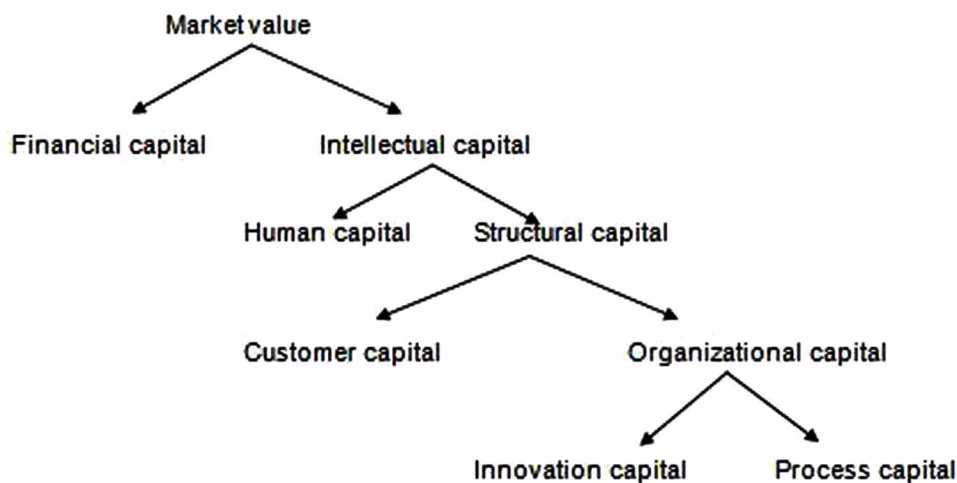 Market value
Financial capital
Intellectual capital
Human capital
Structural capital
Customer capital
Organizational capital
Innovation capital
Process capital